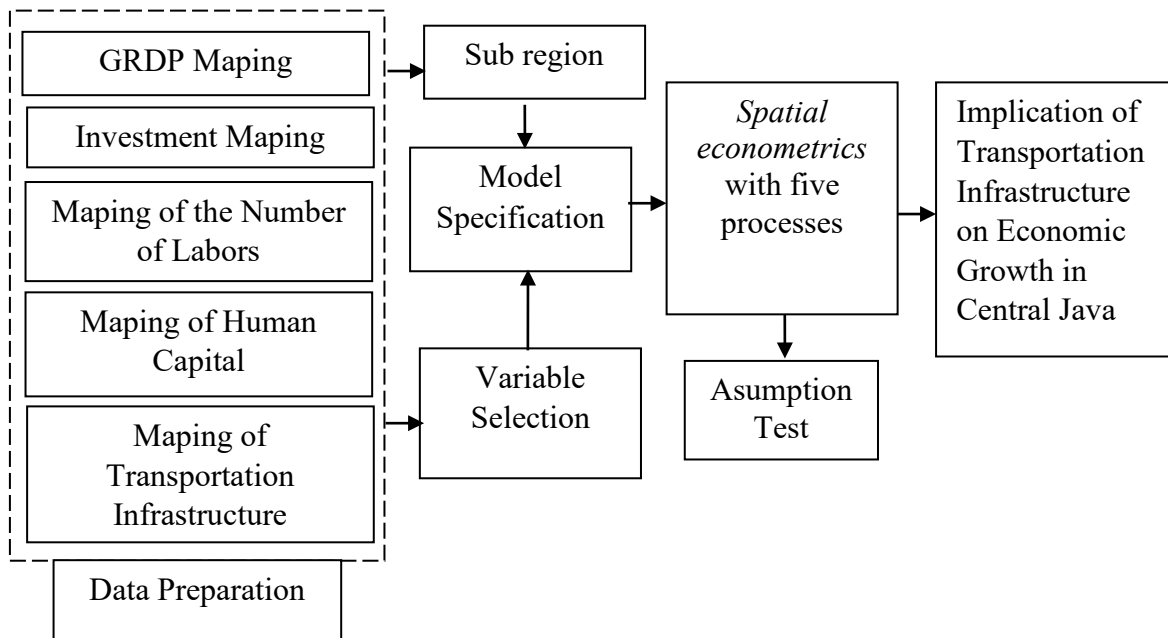 GRDP Maping
Investment Maping
Maping of the Number
of Labors
Maping of Human
Capital
Maping of
Transportation
Infrastructure
Data Preparation
Sub region
Model
Specification
Variable
Selection
Spatial
econometrics
with five
processes
Asumption
Test
Implication of
Transportation
Infrastructure
on Economic
Growth in
Central Java